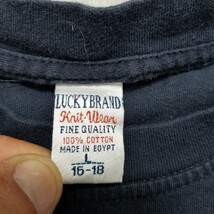 LUCKYBRAND
Knit-Wear
FINE QUALITY
100% COTTON
MADE IN EGYPT
L
16-18